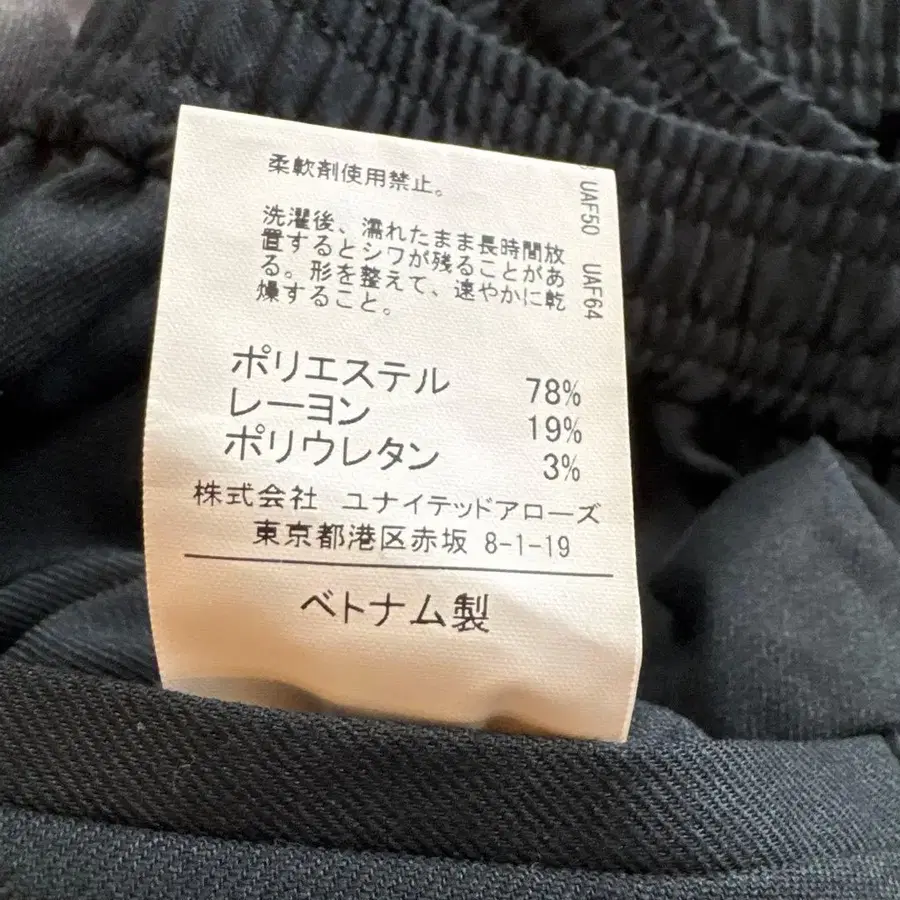 柔軟剤使用禁止。
洗濯後、濡れたまま長時間放
置するとシワが残ることがあ
る。形を整えて、速やかに乾
燥すること。
ポリエステル 78%
レーヨン 19%
ポリウレタン 3%
株式会社 ユナイテッドアローズ
東京都港区赤坂 8-1-19
ベトナム製
UAF50 UAF64